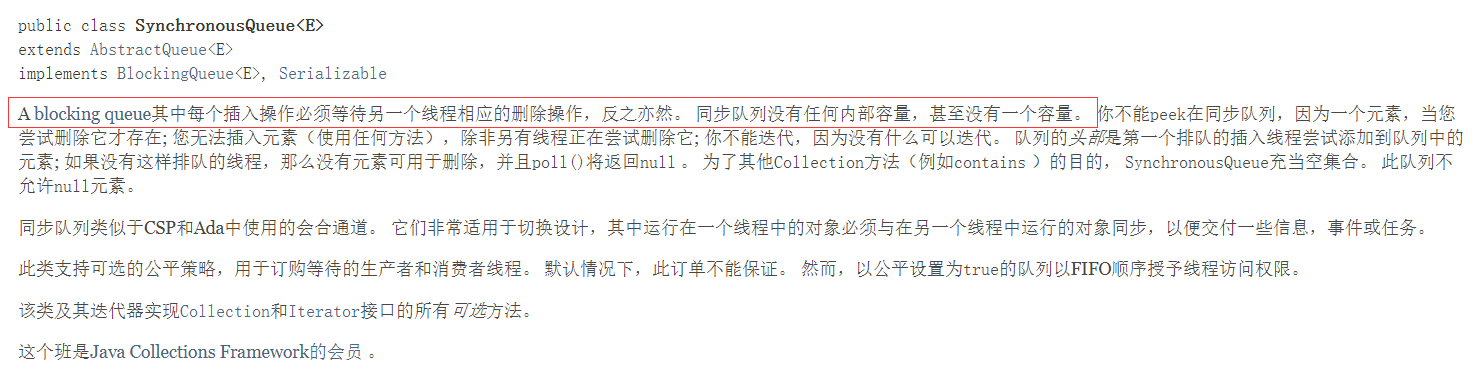 public class SynchronousQueue<E>
extends AbstractQueue<E>
implements BlockingQueue<E>, Serializable
A blocking queue其中每个插入操作必须等待另一个线程相应的删除操作，反之亦然。 同步队列没有任何内部容量，甚至没有一个容量。 你不能peek在同步队列，因为一个元素，当您
尝试删除它才存在; 您无法插入元素（使用任何方法），除非另有线程正在尝试删除它; 你不能迭代，因为没有什么可以迭代。 队列的头部是第一个排队的插入线程尝试添加到队列中的
元素; 如果没有这样排队的线程，那么没有元素可用于删除，并且poll()将返回null 。 为了其他Collection方法（例如contains ）的目的， SynchronousQueue充当空集合。 此队列不
允许null元素。
同步队列类似于CSP和Ada中使用的会合通道。 它们非常适用于切换设计，其中运行在一个线程中的对象必须与在另一个线程中运行的对象同步，以便交付一些信息，事件或任务。
此类支持可选的公平策略，用于订购等待的生产者和消费者线程。 默认情况下，此订单不能保证。 然而，以公平设置为true的队列以FIFO顺序授予线程访问权限。
该类及其迭代器实现Collection和Iterator接口的所有可选方法。
这个班是Java Collections Framework的会员 。